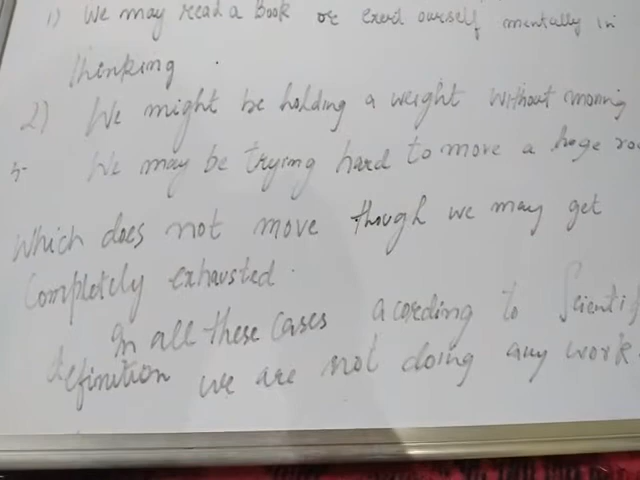 1) We may read a Book or exert ourself mentally in
thinking .
2) We might be holding a weight without moving
3- We may be trying hard to move a hoge
which does not move though we may get
Completely exhausted .
In all these cases acoording to
definition we are not doing any work.